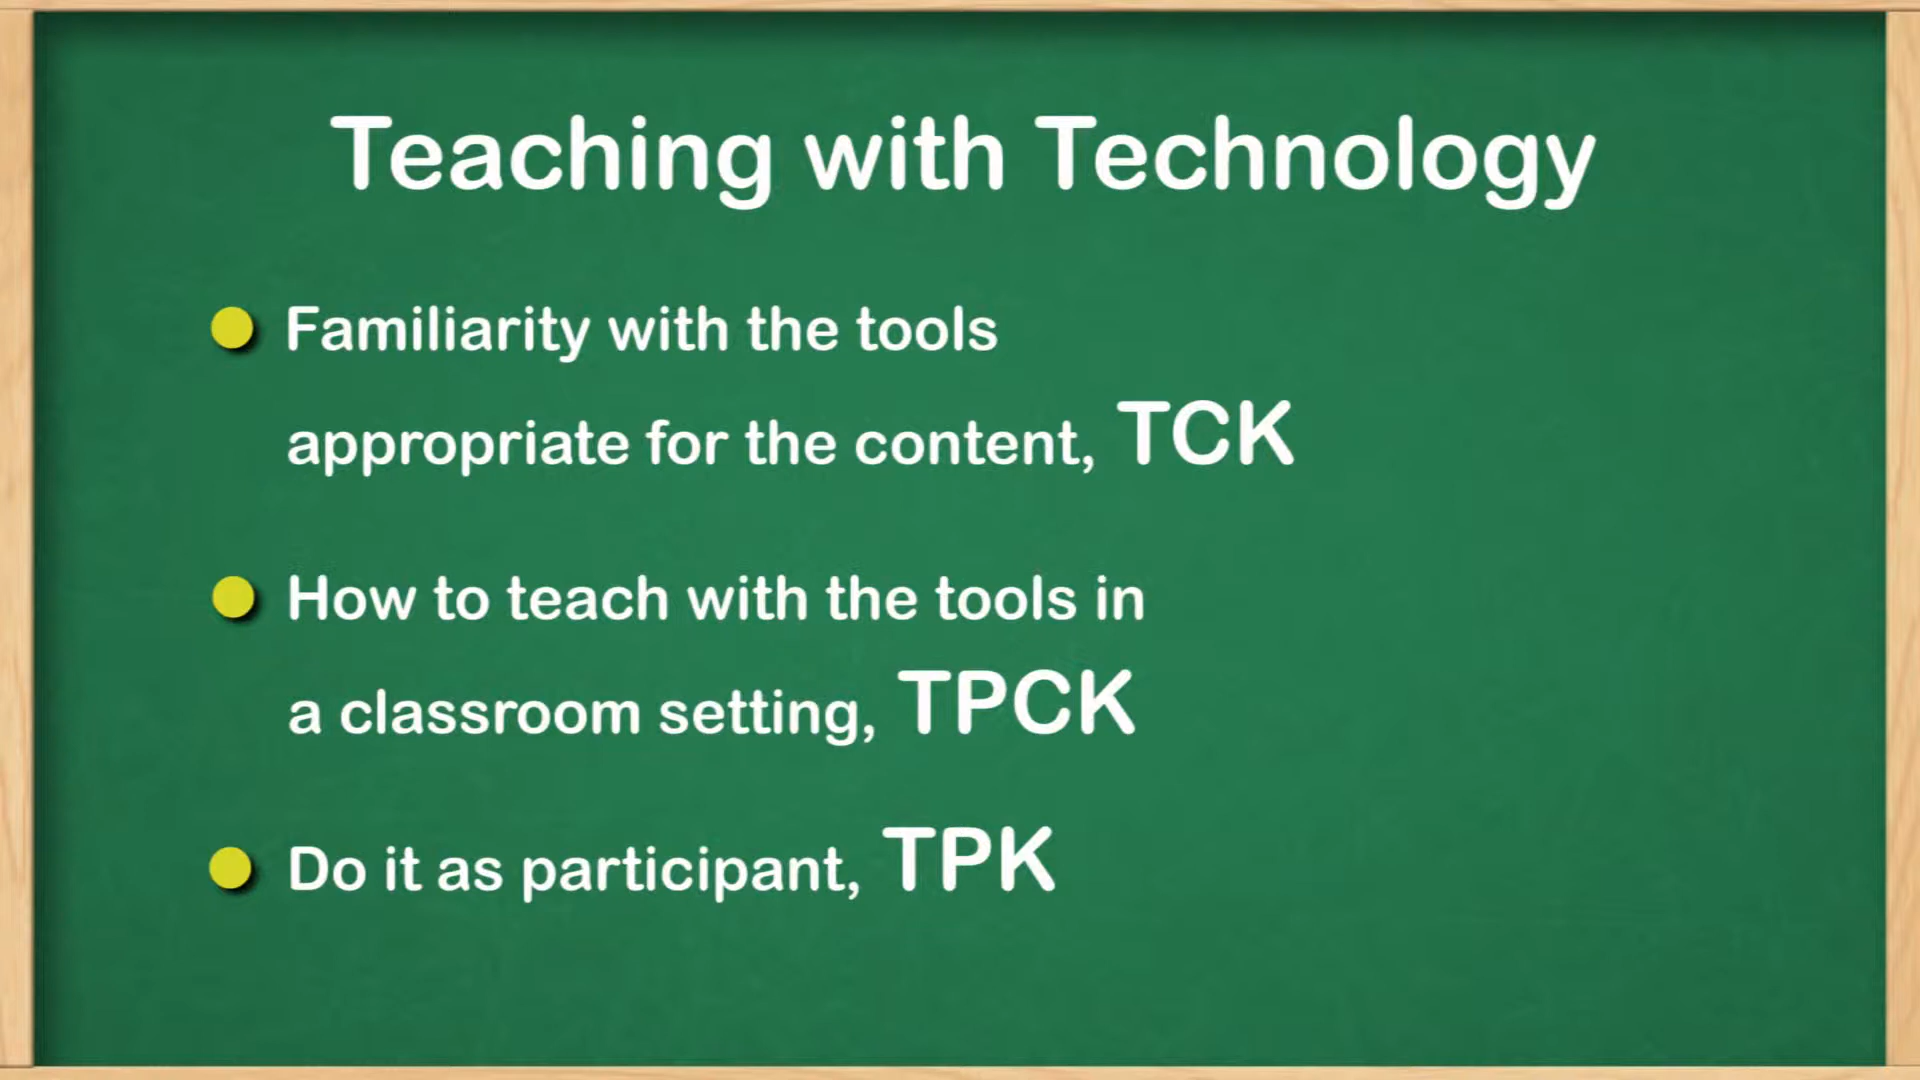 Teaching with Technology
Familiarity with the tools
appropriate for the content, TCK
How to teach with the tools in
a classroom setting, TPCK
Do it as participant, TPK